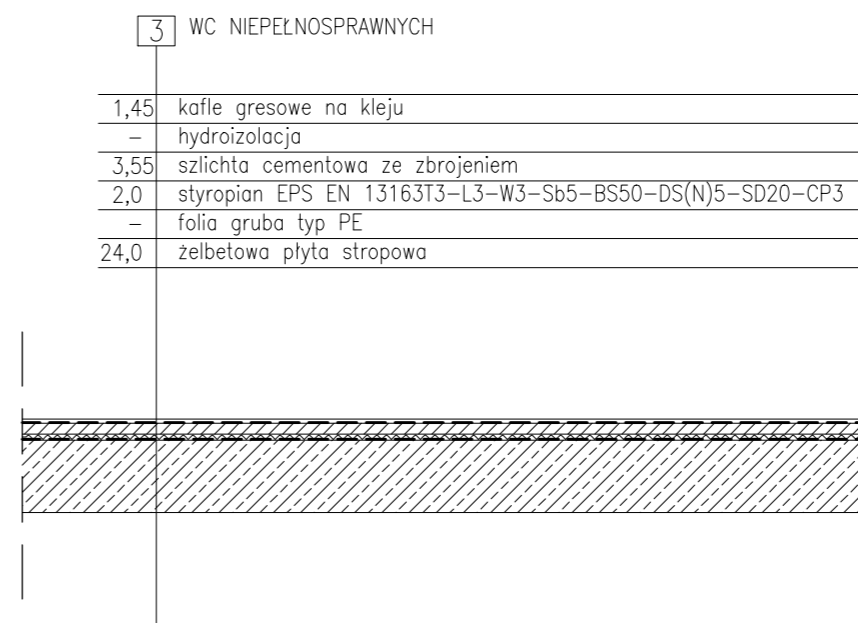 3 WC NIEPEŁNOSPRAWNYCH
1,45 kafle gresowe na kleju
– hydroizolacja
3,55 szlichta cementowa ze zbrojeniem
2,0 styropian EPS EN 13163T3-L3-W3-Sb5-BS50-DS(N)5-SD20-CP3
– folia gruba typ PE
24,0 żelbetowa płyta stropowa